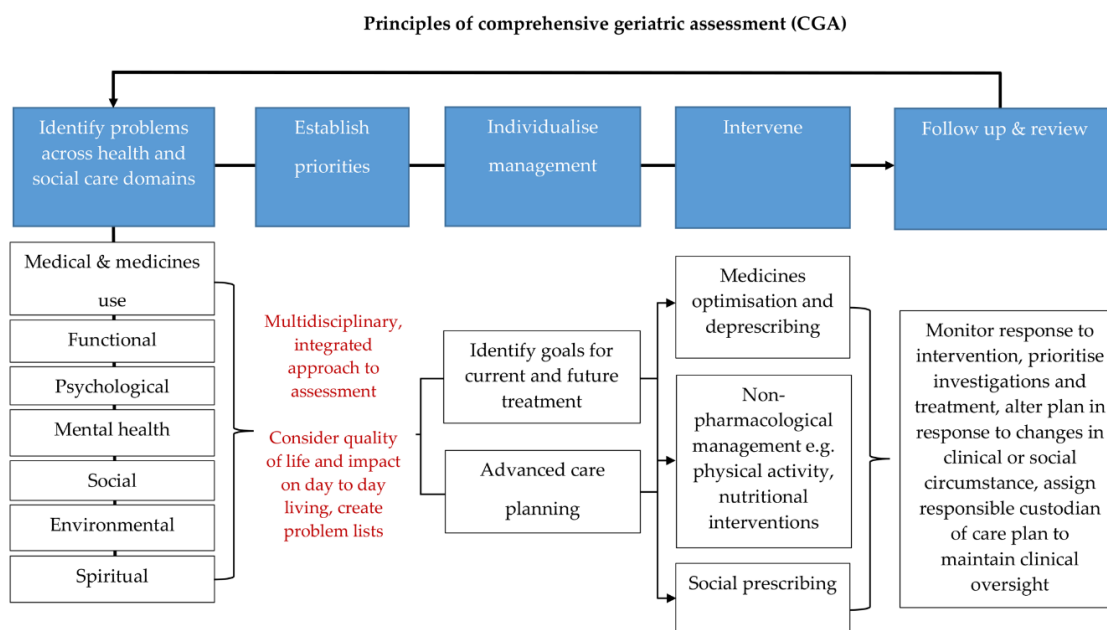 Principles of comprehensive geriatric assessment (CGA)
Identify problems
across health and
social care domains
Establish
priorities
Individualise
management
Intervene
Follow up & review
Medical & medicines
use
Functional
Psychological
Mental health
Social
Environmental
Spiritual
Multidisciplinary,
integrated
approach to
assessment
Consider quality
of life and impact
on day to day
living, create
problem lists
Identify goals for
current and future
treatment
Advanced care
planning
Medicines
optimisation and
deprescribing
Non-
pharmacological
management e.g.
physical activity,
nutritional
interventions
Social prescribing
Monitor response to
intervention, prioritise
investigations and
treatment, alter plan in
response to changes in
clinical or social
circumstance, assign
responsible custodian
of care plan to
maintain clinical
oversight